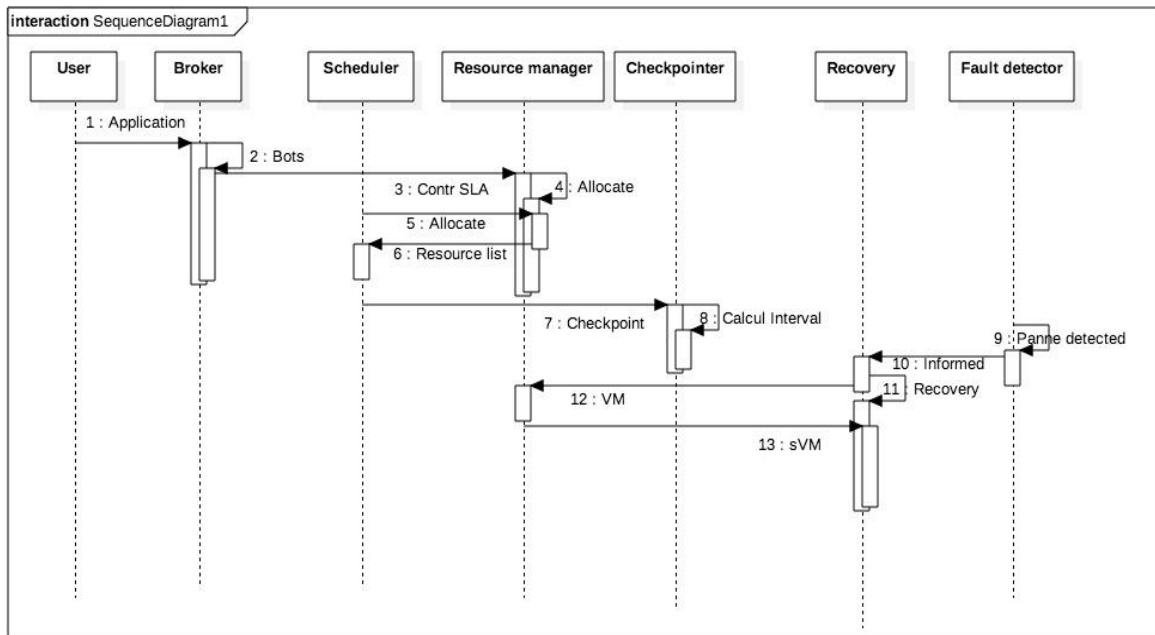 interaction SequenceDiagram1
User
Broker
Scheduler
Resource manager
Checkpointer
Recovery
Fault detector
1 : Application
2 : Bots
3 : Contr SLA
4 : Allocate
5 : Allocate
6 : Resource list
7 : Checkpoint
8 : Calcul Interval
9 : Panne detected
10 : Informed
11 : Recovery
12 : VM
13 : sVM